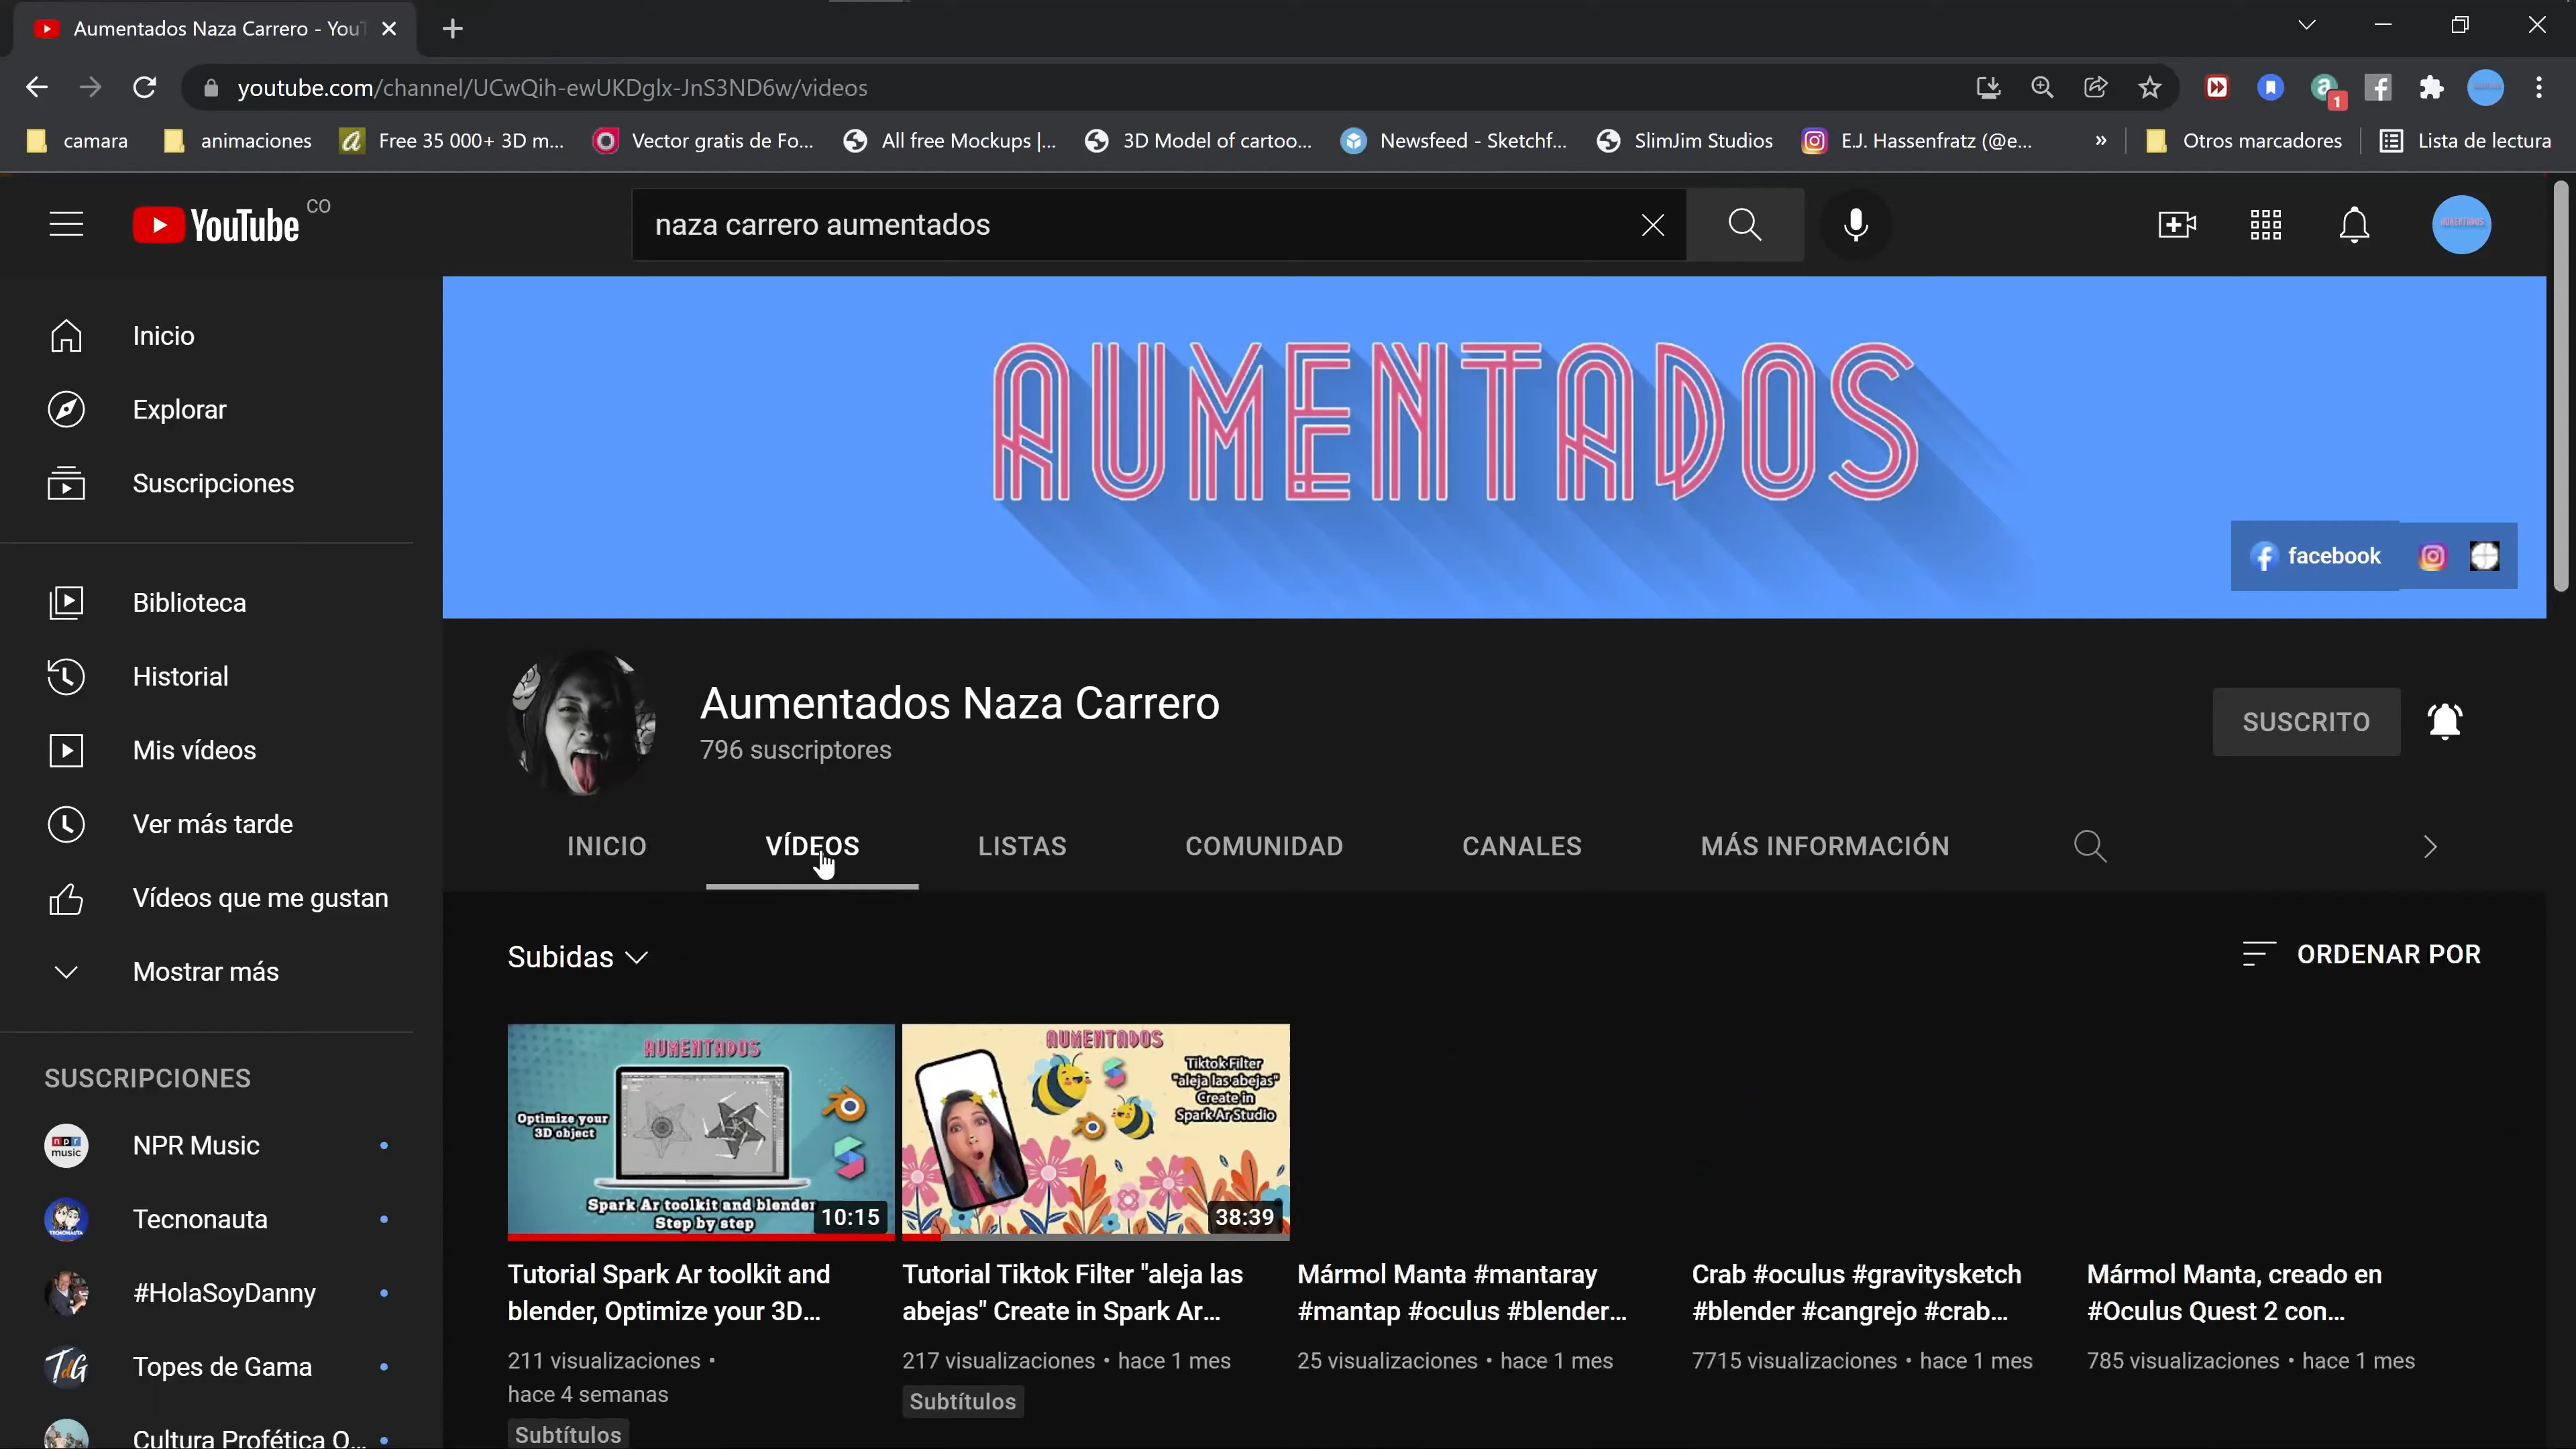 Aumentados Naza Carrero - You
youtube.com/channel/UCwQih-ewUKDglx-JnS3ND6w/videos
1
camara
animaciones
Free 35 000+ 3D m...
Vector gratis de Fo...
All free Mockups |...
3D Model of cartoo...
Newsfeed - Sketchf...
SlimJim Studios
E.J. Hassenfratz (@e...
»
Otros marcadores
Lista de lectura
YouTube CO
naza carrero aumentados
AUMENTADOS
Inicio
Explorar
Suscripciones
Biblioteca
Historial
Mis vídeos
Ver más tarde
Vídeos que me gustan
Mostrar más
SUSCRIPCIONES
npr music
NPR Music
Tecnonauta
#HolaSoyDanny
TdG
Topes de Gama
Cultura Profética O...
AUMENTADOS
facebook
Aumentados Naza Carrero
796 suscriptores
SUSCRITO
INICIO
VÍDEOS
LISTAS
COMUNIDAD
CANALES
MÁS INFORMACIÓN
Subidas
ORDENAR POR
AUMENTADOS
Optimize your
3D object
Spark Ar toolkit and blender
Step by step
10:15
Tutorial Spark Ar toolkit and
blender, Optimize your 3D...
211 visualizaciones •
hace 4 semanas
Subtítulos
AUMENTADOS
Tiktok Filter
"aleja las abejas"
Create in
Spark Ar Studio
38:39
Tutorial Tiktok Filter "aleja las
abejas" Create in Spark Ar...
217 visualizaciones • hace 1 mes
Subtítulos
Mármol Manta #mantaray
#mantap #oculus #blender...
25 visualizaciones • hace 1 mes
Crab #oculus #gravitysketch
#blender #cangrejo #crab...
7715 visualizaciones • hace 1 mes
Mármol Manta, creado en
#Oculus Quest 2 con...
785 visualizaciones • hace 1 mes